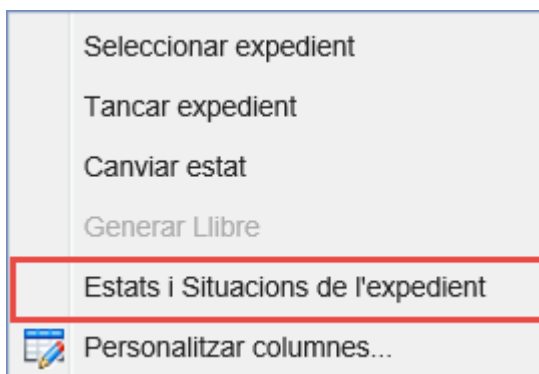 Seleccionar expedient
Tancar expedient
Canviar estat
Generar Llibre
Estats i Situacions de l'expedient
Personalitzar columnes...